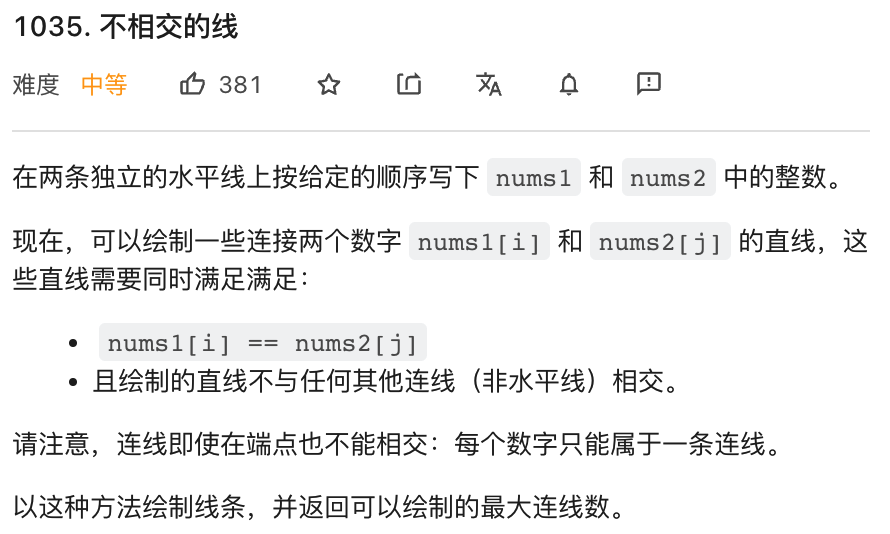 1035. 不相交的线
难度 中等 381
在两条独立的水平线上按给定的顺序写下 nums1 和 nums2 中的整数。
现在，可以绘制一些连接两个数字 nums1[i] 和 nums2[j] 的直线，这
些直线需要同时满足满足：
• nums1[i] == nums2[j]
• 且绘制的直线不与任何其他连线（非水平线）相交。
请注意，连线即使在端点也不能相交：每个数字只能属于一条连线。
以这种方法绘制线条，并返回可以绘制的最大连线数。